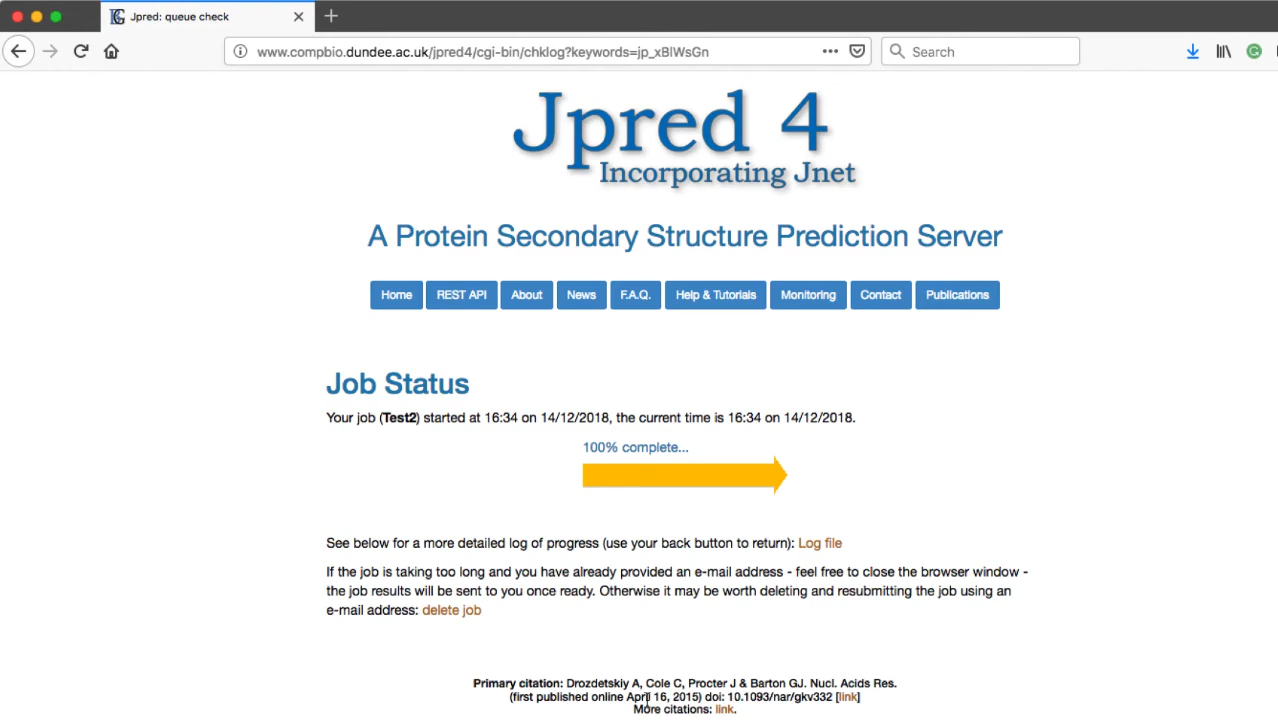 Jpred: queue check
www.compbio.dundee.ac.uk/jpred4/cgi-bin/chklog?keywords=jp_xBlWsGn
Search
Jpred 4
Incorporating Jnet
A Protein Secondary Structure Prediction Server
Home REST API About News F.A.Q. Help & Tutorials Monitoring Contact Publications
Job Status
Your job (Test2) started at 16:34 on 14/12/2018, the current time is 16:34 on 14/12/2018.
100% complete...
See below for a more detailed log of progress (use your back button to return): Log file
If the job is taking too long and you have already provided an e-mail address - feel free to close the browser window -
the job results will be sent to you once ready. Otherwise it may be worth deleting and resubmitting the job using an
e-mail address: delete job
Primary citation: Drozdetskiy A, Cole C, Procter J & Barton GJ. Nucl. Acids Res.
(first published online April 16, 2015) doi: 10.1093/nar/gkv332 [link]
More citations: link.